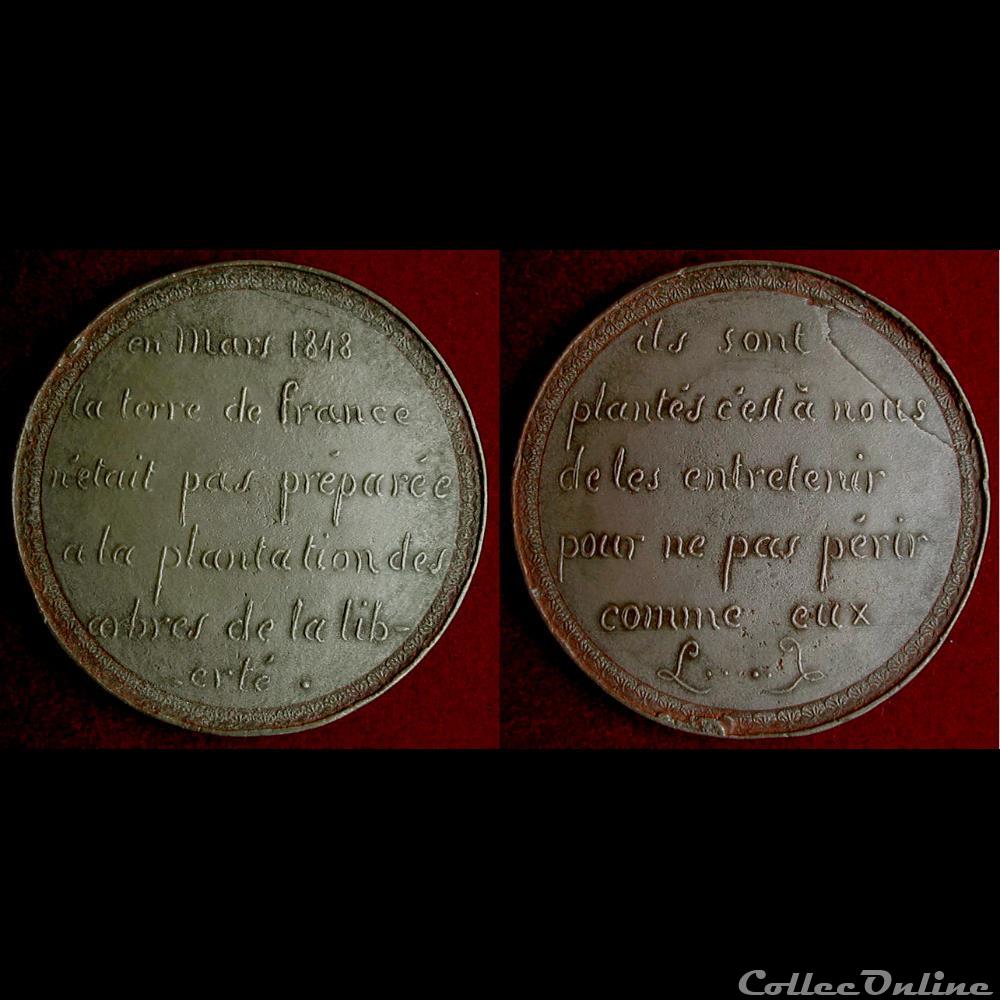 en Mars 1848
la terre de france
n'etait pas préparée
a la plantation des
arbres de la lib-
erté .
ils sont
plantés c'est à nous
de les entretenir
pour ne pas périr
comme eux
CollecOnline